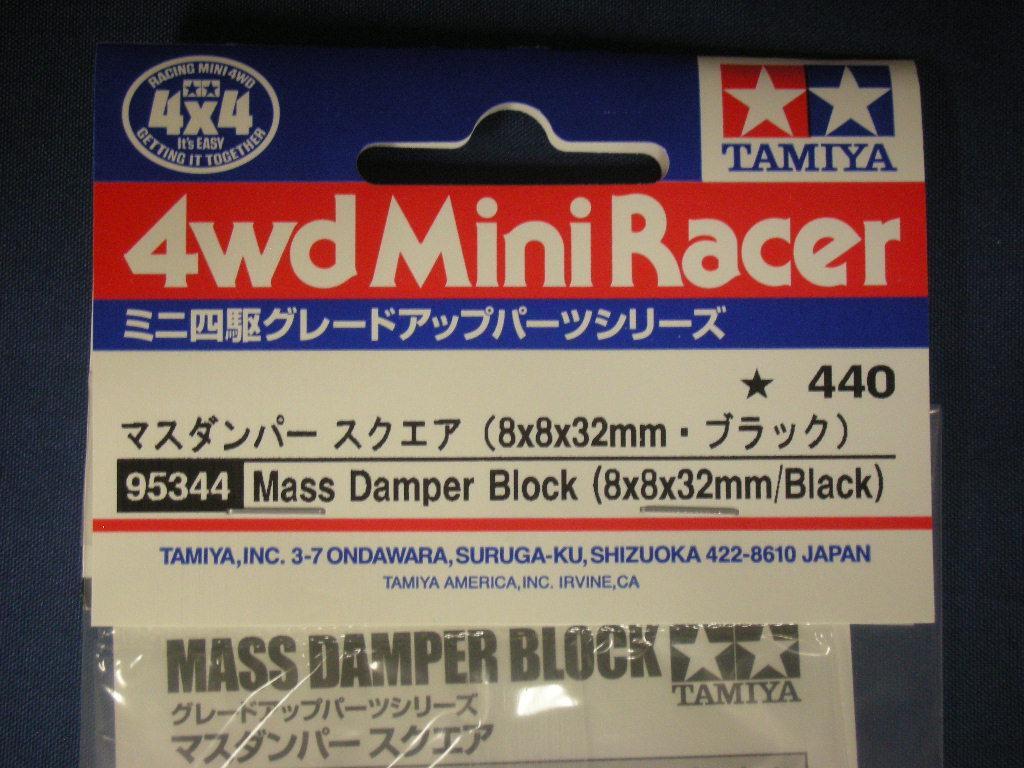 RACING MINI 4WD
4x4
It's EASY
GETTING IT TOGETHER
TAMIYA
4wd Mini Racer
ミニ四駆グレードアップパーツシリーズ
★ 440
マスダンパー スクエア (8x8x32mm・ブラック)
95344 Mass Damper Block (8x8x32mm/Black)
TAMIYA, INC. 3-7 ONDAWARA, SURUGA-KU, SHIZUOKA 422-8610 JAPAN
TAMIYA AMERICA, INC. IRVINE, CA
MASS DAMPER BLOCK
TAMIYA
グレードアップパーツシリーズ
マスダンパー スクエア